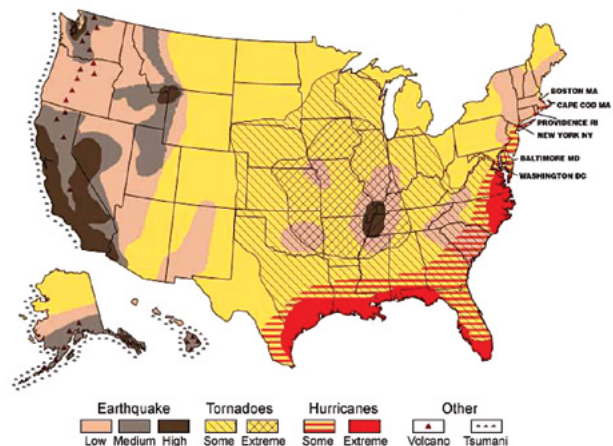 BOSTON MA
CAPE COD MA
PROVIDENCE RI
NEW YORK NY
BALTIMORE MD
WASHINGTON DC
Earthquake Tornadoes Hurricanes Other
Low Medium High Some Extreme Some Extreme Volcano Tsunami